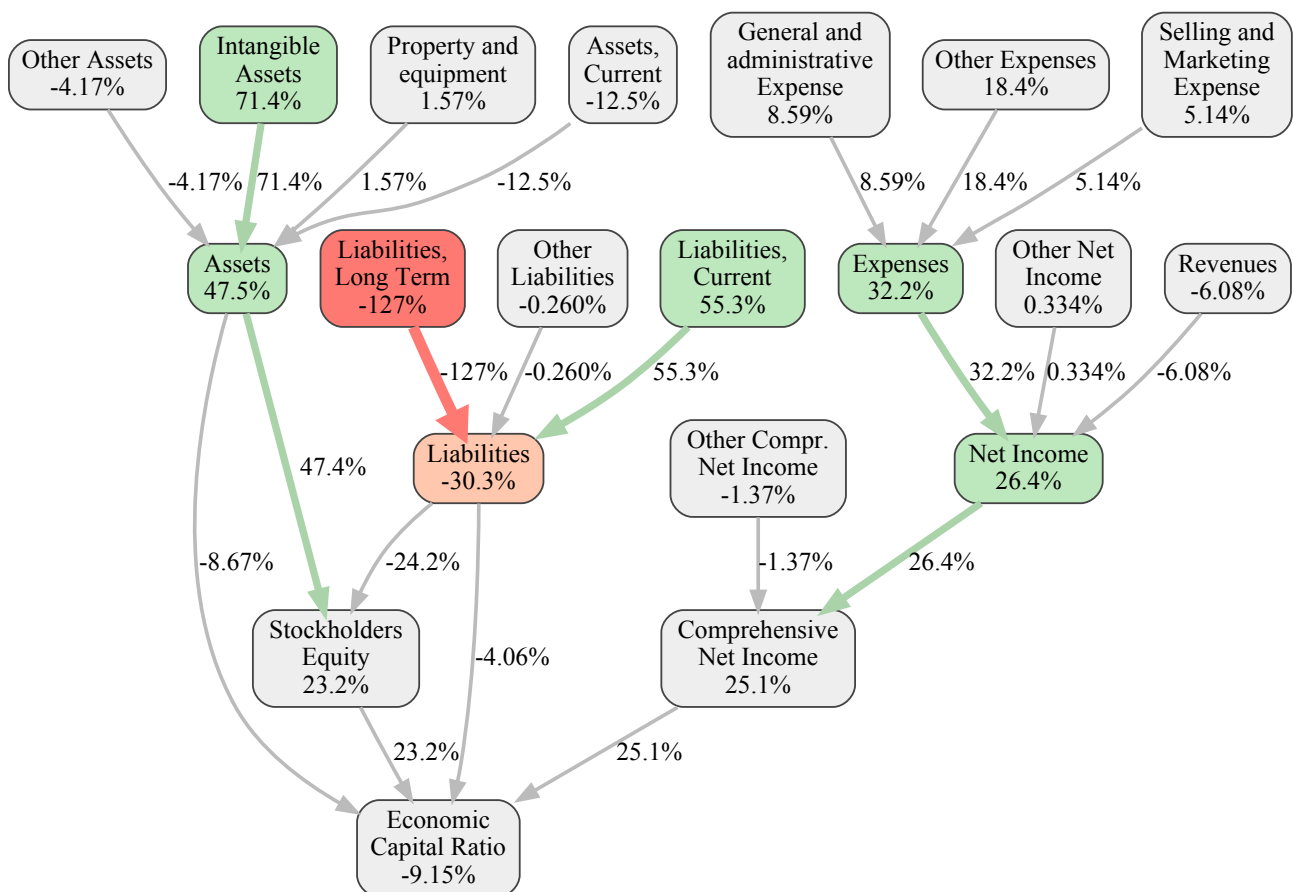 Other Assets
-4.17%
Intangible
Assets
71.4%
Property and
equipment
1.57%
Assets,
Current
-12.5%
General and
administrative
Expense
8.59%
Other Expenses
18.4%
Selling and
Marketing
Expense
5.14%
-4.17%
71.4%
1.57%
-12.5%
8.59%
18.4%
5.14%
Assets
47.5%
Liabilities,
Long Term
-127%
Other
Liabilities
-0.260%
Liabilities,
Current
55.3%
Expenses
32.2%
Other Net
Income
0.334%
Revenues
-6.08%
-127%
-0.260%
55.3%
32.2%
0.334%
-6.08%
47.4%
Liabilities
-30.3%
Other Compr.
Net Income
-1.37%
Net Income
26.4%
-8.67%
-24.2%
-4.06%
-1.37%
26.4%
Stockholders
Equity
23.2%
Comprehensive
Net Income
25.1%
23.2%
25.1%
Economic
Capital Ratio
-9.15%